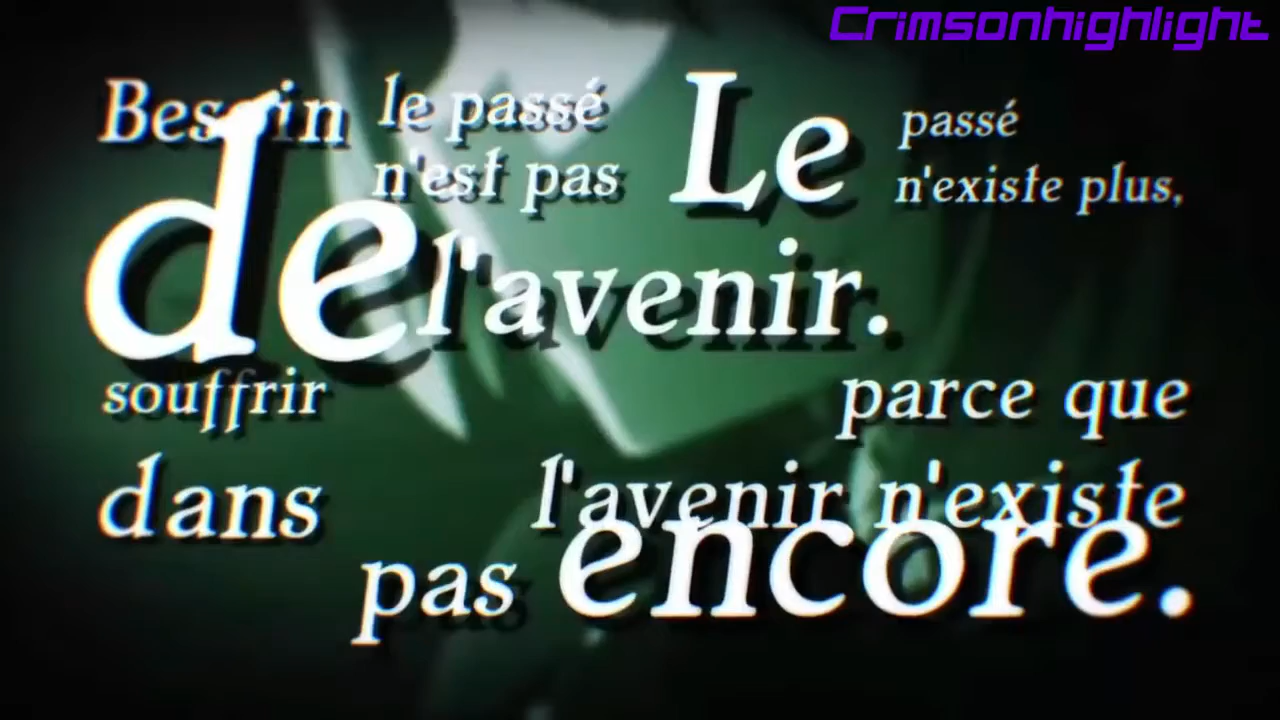 Crimsonhighlight
Besoin le passé Le passé
n'est pas n'existe plus,
de l'avenir.
souffrir parce que
dans l'avenir n'existe
pas encore.